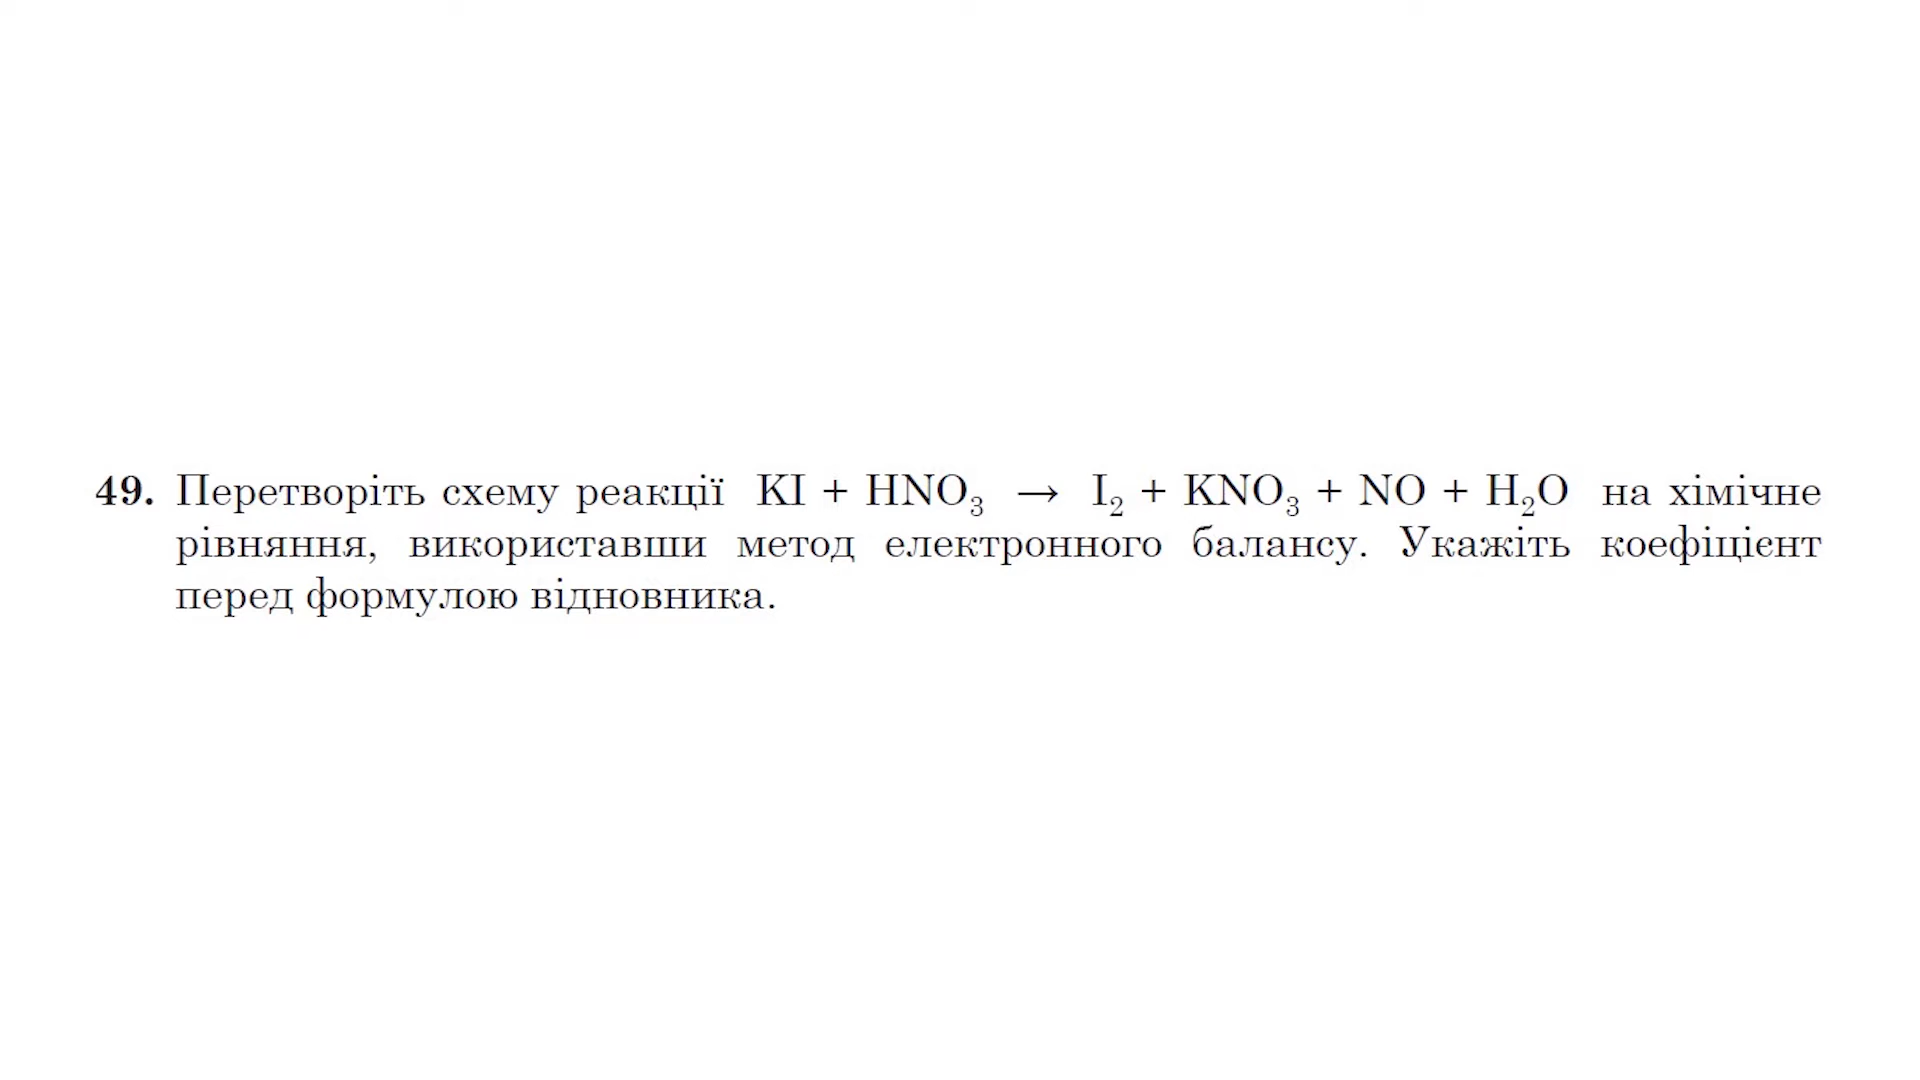 49. Перетворіть схему реакції KI + HNO₃ → I₂ + KNO₃ + NO + H₂O на хімічне
рівняння, використавши метод електронного балансу. Укажіть коефіцієнт
перед формулою відновника.